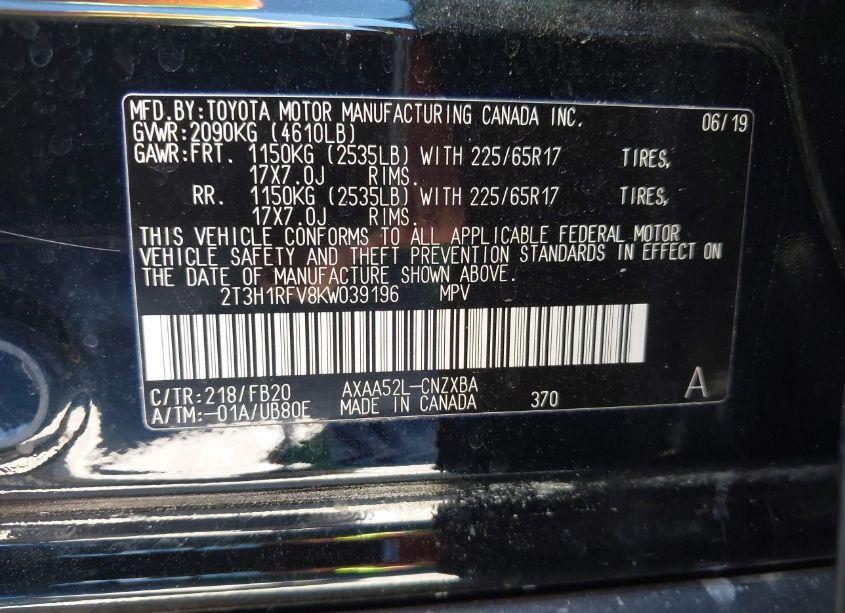 MFD.BY:TOYOTA MOTOR MANUFACTURING CANADA INC. 06/19
GVWR:2090KG (4610LB)
GAWR:FRT. 1150KG (2535LB) WITH 225/65R17 TIRES,
17X7.0J RIMS.
RR. 1150KG (2535LB) WITH 225/65R17 TIRES,
17X7.0J RIMS.
THIS VEHICLE CONFORMS TO ALL APPLICABLE FEDERAL MOTOR
VEHICLE SAFETY AND THEFT PREVENTION STANDARDS IN EFFECT ON
THE DATE OF MANUFACTURE SHOWN ABOVE.
2T3H1RFV8KW039196 MPV
C/TR:218/FB20 AXAA52L-CNZXBA A
A/TM:-01A/UB80E MADE IN CANADA 370